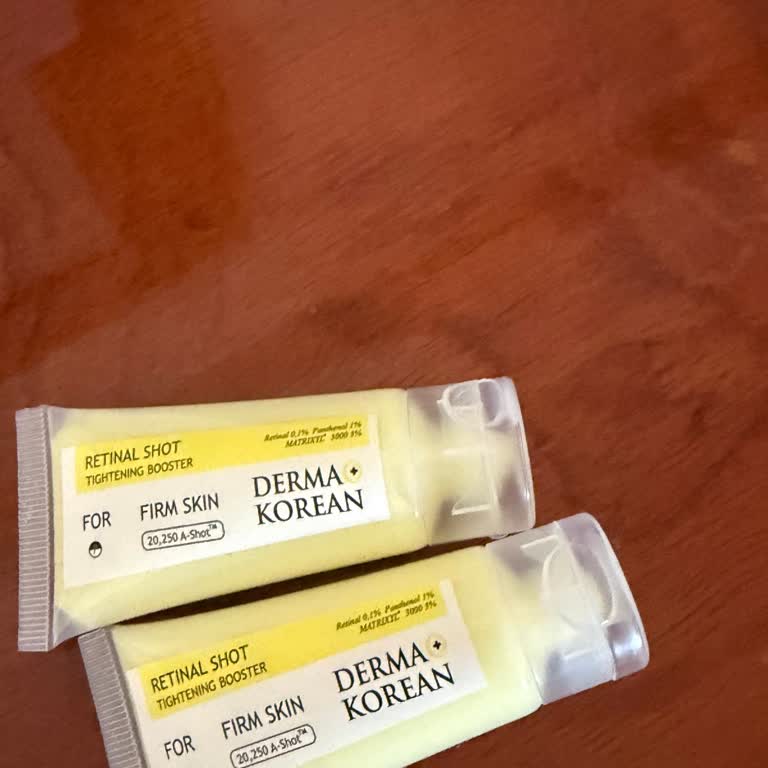 RETINAL SHOT
TIGHTENING BOOSTER
Retinal 0,1% Panthenol 1%
MATRIXYL® 3000 3%
DERMA
KOREAN
FOR
FIRM SKIN
20,250 A-Shot™
RETINAL SHOT
TIGHTENING BOOSTER
Retinal 0,1% Panthenol 1%
MATRIXYL® 3000 3%
DERMA
KOREAN
FOR
FIRM SKIN
20,250 A-Shot™